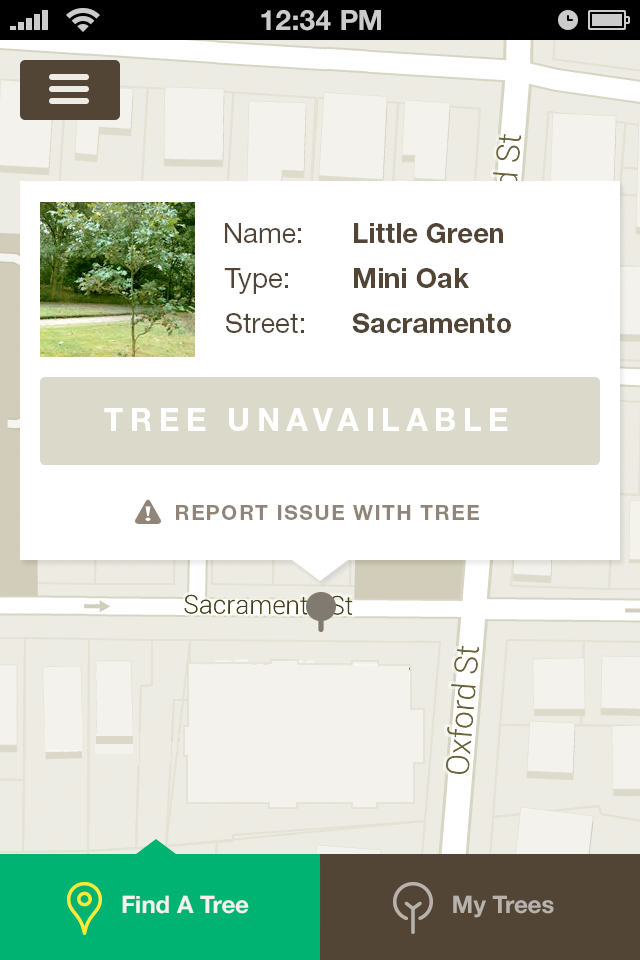 12:34 PM
d St
Name: Little Green
Type: Mini Oak
Street: Sacramento
TREE UNAVAILABLE
REPORT ISSUE WITH TREE
Sacrament St
Oxford St
Find A Tree
My Trees